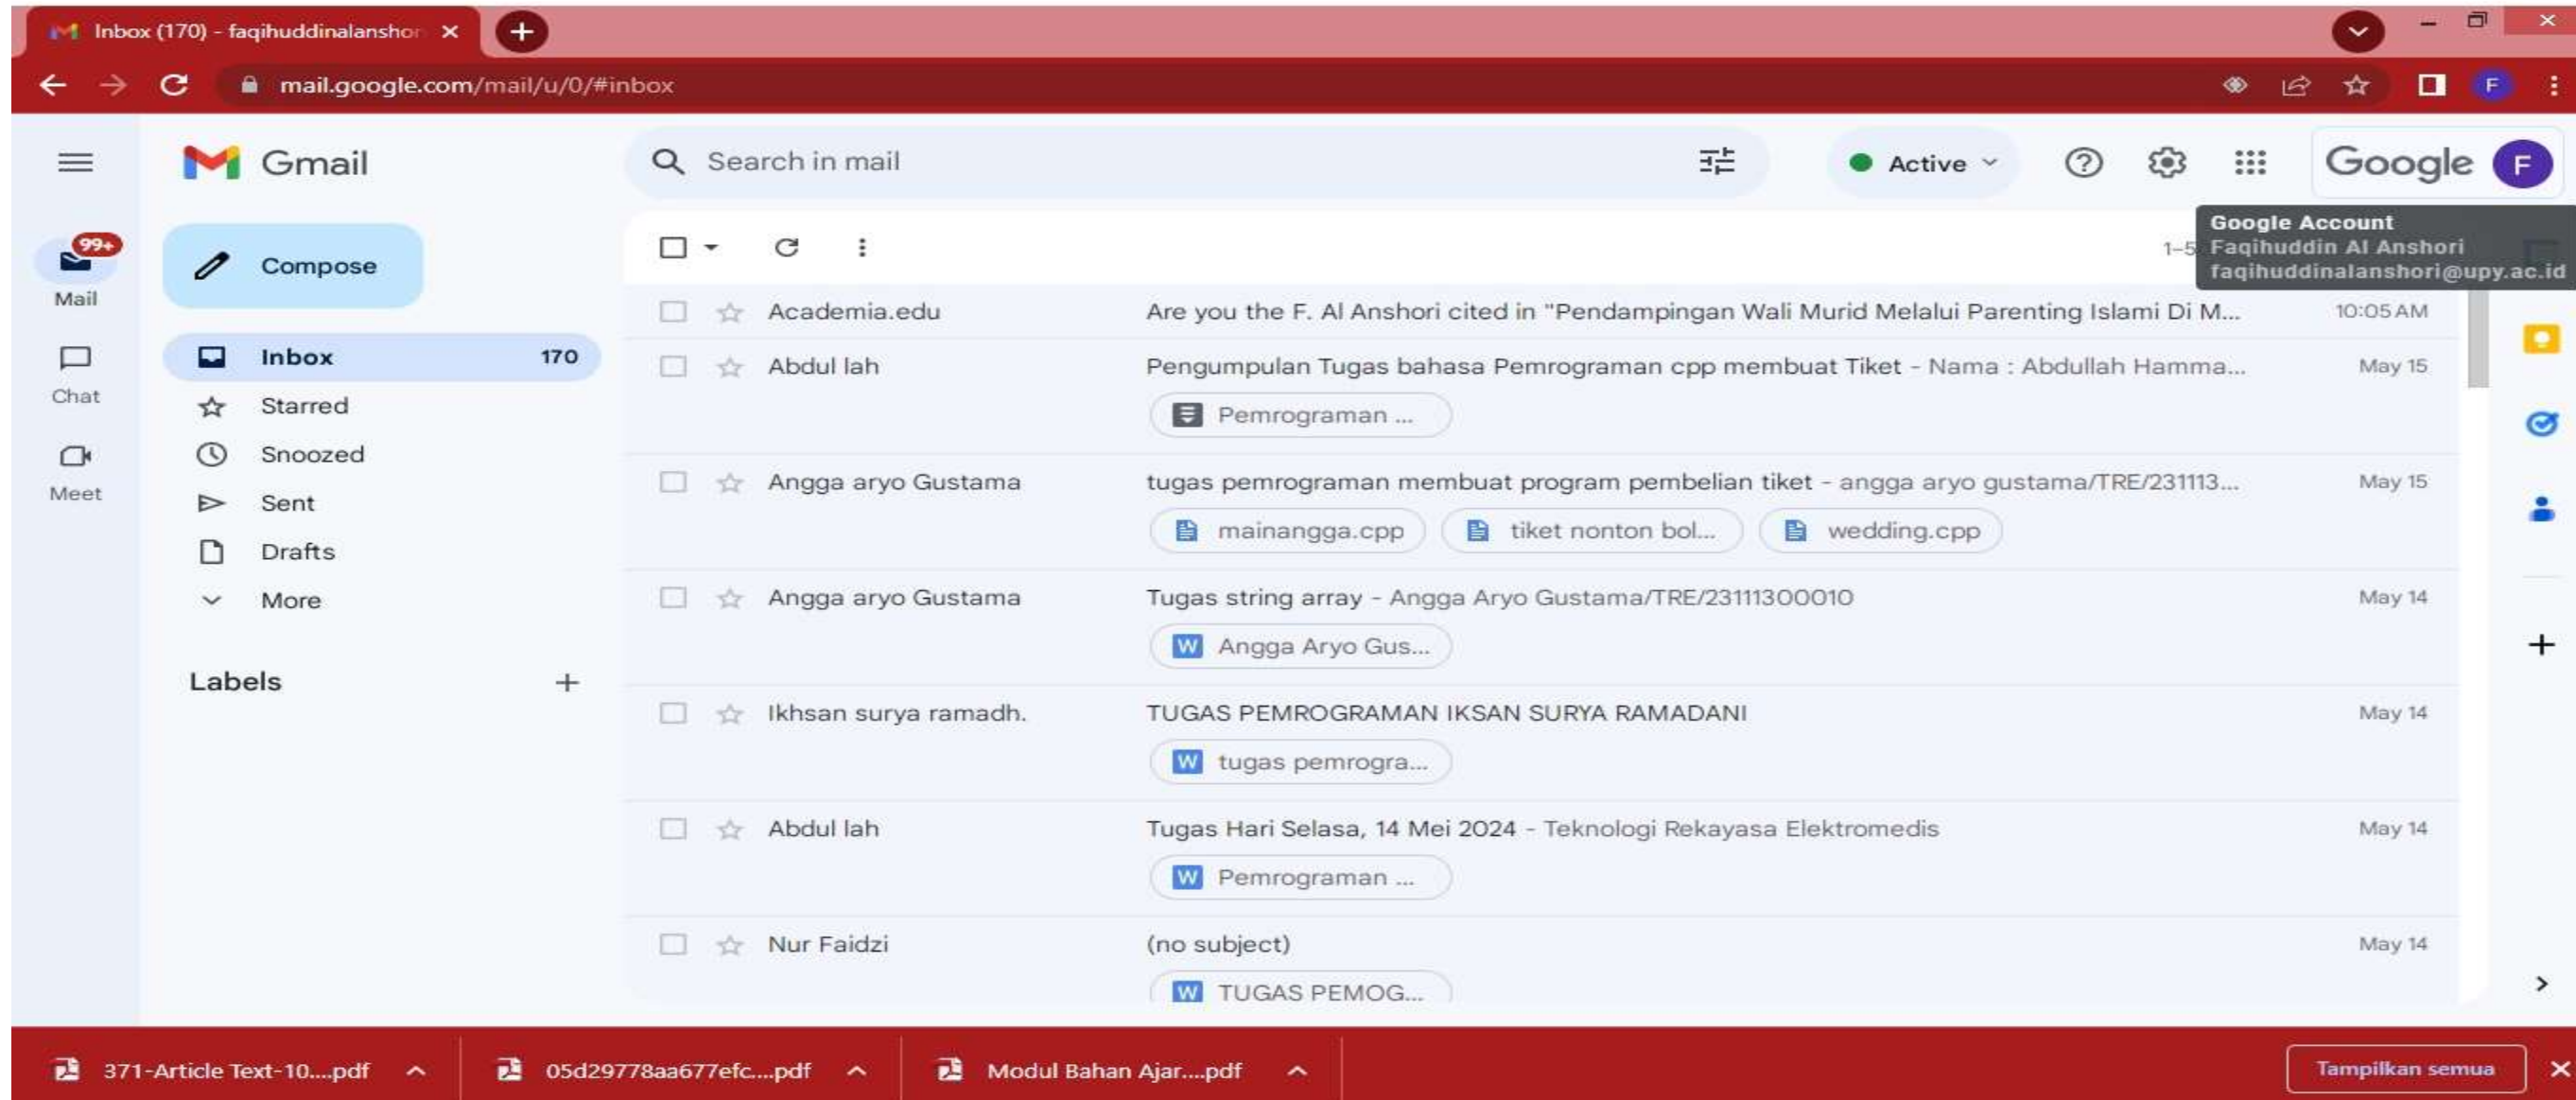 Inbox (170) - faqihuddinalanshor
mail.google.com/mail/u/0/#inbox
F
Gmail
Search in mail
Active
Google F
Google Account
Faqihuddin Al Anshori
faqihuddinalanshori@upy.ac.id
99+
Mail
Chat
Meet
Compose
Inbox 170
Starred
Snoozed
Sent
Drafts
More
Labels
1–5
Academia.edu Are you the F. Al Anshori cited in "Pendampingan Wali Murid Melalui Parenting Islami Di M... 10:05 AM
Abdul lah Pengumpulan Tugas bahasa Pemrograman cpp membuat Tiket - Nama : Abdullah Hamma... May 15
Pemrograman ...
Angga aryo Gustama tugas pemrograman membuat program pembelian tiket - angga aryo gustama/TRE/231113... May 15
mainangga.cpp tiket nonton bol... wedding.cpp
Angga aryo Gustama Tugas string array - Angga Aryo Gustama/TRE/23111300010 May 14
W Angga Aryo Gus...
Ikhsan surya ramadh. TUGAS PEMROGRAMAN IKSAN SURYA RAMADANI May 14
W tugas pemrogra...
Abdul lah Tugas Hari Selasa, 14 Mei 2024 - Teknologi Rekayasa Elektromedis May 14
W Pemrograman ...
Nur Faidzi (no subject) May 14
W TUGAS PEMOG...
371-Article Text-10....pdf 05d29778aa677efc....pdf Modul Bahan Ajar....pdf Tampilkan semua